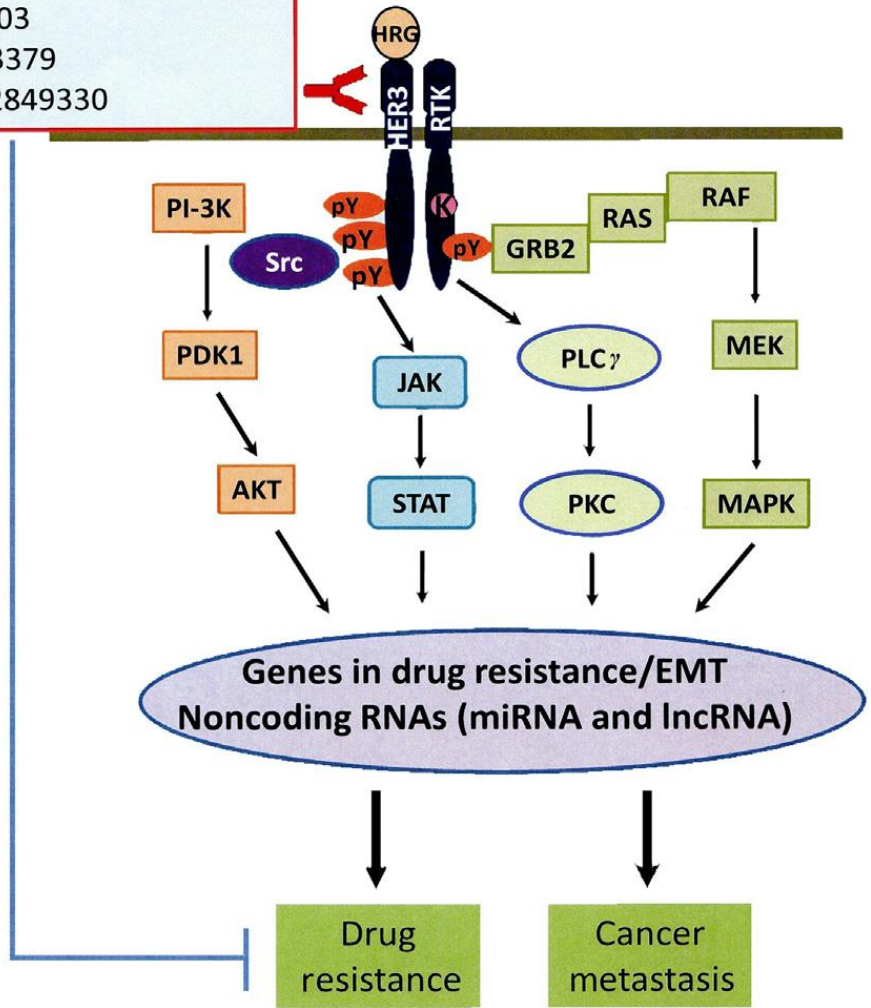 03
3379
2849330
HRG
HER3
RTK
PI-3K
pY
K
RAS
RAF
Src
pY
pY
GRB2
pY
PDK1
JAK
PLCγ
MEK
AKT
STAT
PKC
MAPK
Genes in drug resistance/EMT
Noncoding RNAs (miRNA and lncRNA)
Drug
resistance
Cancer
metastasis